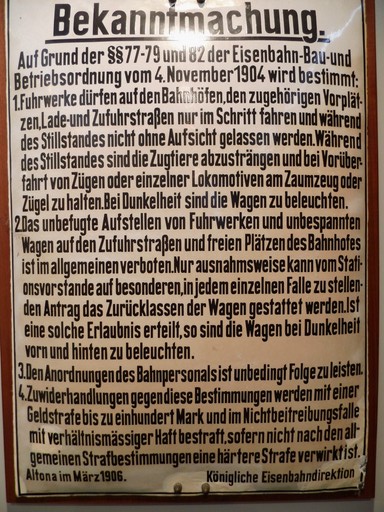 Bekanntmachung.
Auf Grund der §§77-79 und 82 der Eisenbahn-Bau-und
Betriebsordnung vom 4.November 1904 wird bestimmt:
1.Fuhrwerke dürfen auf den Bahnhöfen,den zugehörigen Vorplät-
zen,Lade-und Zufuhrstraßen nur im Schritt fahren und während
des Stillstandes nicht ohne Aufsicht gelassen werden.Während
des Stillstandes sind die Zugtiere abzusträngen und bei Vorüber-
fahrt von Zügen oder einzelner Lokomotiven am Zaumzeug oder
Zügel zu halten.Bei Dunkelheit sind die Wagen zu beleuchten.
2.Das unbefugte Aufstellen von Fuhrwerken und unbespannten
Wagen auf den Zufuhrstraßen und freien Plätzen des Bahnhofes
ist im allgemeinen verboten.Nur ausnahmsweise kann vom Stati-
onsvorstande auf besonderen,in jedem einzelnen Falle zu stellen-
den Antrag das Zurücklassen der Wagen gestattet werden.Ist
eine solche Erlaubnis erteilt,so sind die Wagen bei Dunkelheit
vorn und hinten zu beleuchten.
3.Den Anordnungen des Bahnpersonals ist unbedingt Folge zu leisten.
4.Zuwiderhandlungen gegen diese Bestimmungen werden mit einer
Geldstrafe bis zu einhundert Mark und im Nichtbeitreibungsfalle
mit verhältnismässiger Haft bestraft,sofern nicht nach den all-
gemeinen Strafbestimmungen eine härtere Strafe verwirkt ist.
Altona im März 1906. Königliche Eisenbahndirektion